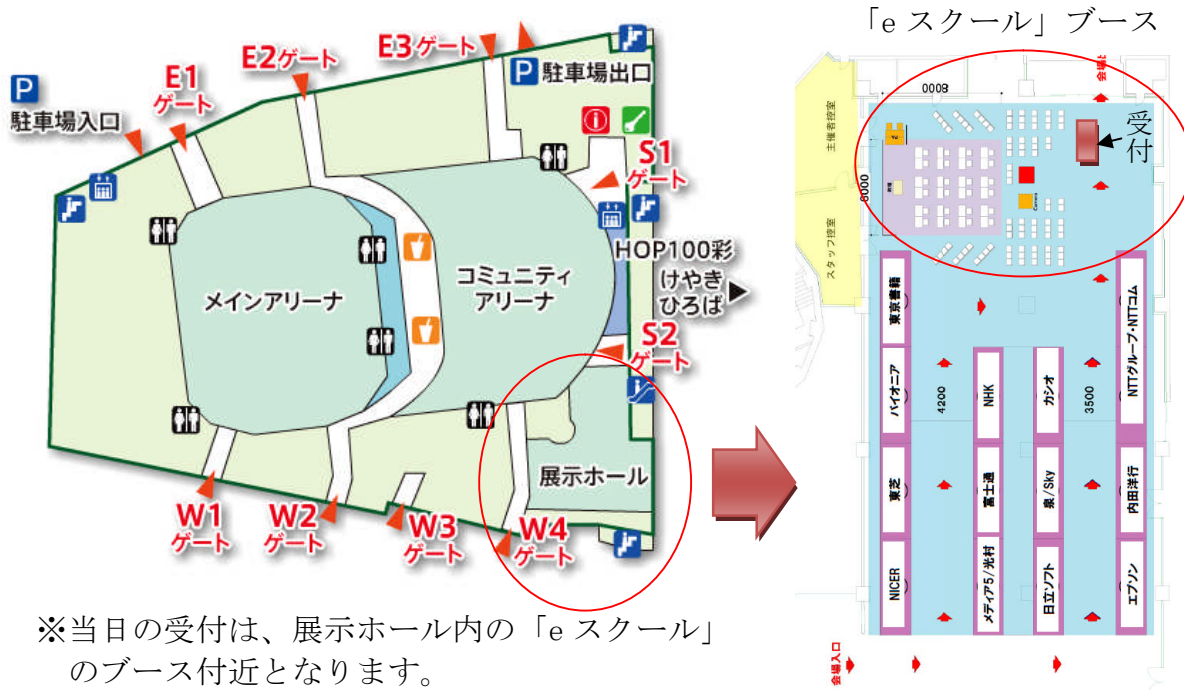 「e スクール」ブース
E1
ゲート
E2ゲート
E3ゲート
P
駐車場入口
P 駐車場出口
S1
ゲート
HOP100彩
けやき
ひろば
メインアリーナ
コミュニティ
アリーナ
S2
ゲート
展示ホール
W1
ゲート
W2
ゲート
W3
ゲート
W4
ゲート
※当日の受付は、展示ホール内の「e スクール」
のブース付近となります。
主催者控室
スタッフ控室
8000
8000
受付
東京書籍
パイオニア
東芝
NICER
4200
NHK
富士通
メディア5/光村
カシオ
泉/Sky
日立ソフト
3500
NTTグループ・NTTコム
内田洋行
エプソン
会場入口